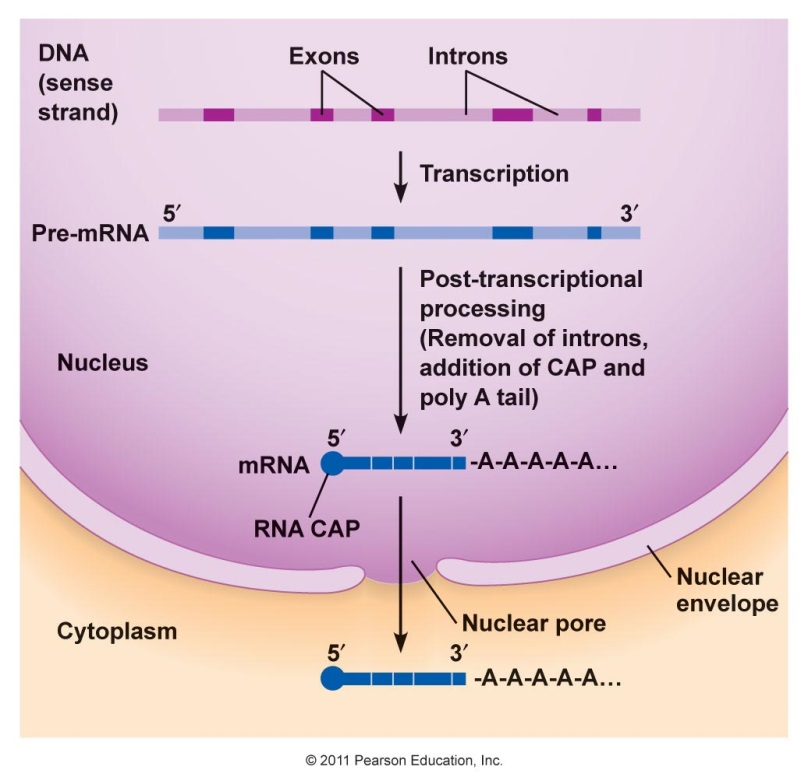 DNA
(sense
strand)
Exons
Introns
Transcription
5′
3′
Pre-mRNA
Post-transcriptional
processing
(Removal of introns,
addition of CAP and
poly A tail)
Nucleus
5′
3′
mRNA
-A-A-A-A-A...
RNA CAP
Nuclear
envelope
Nuclear pore
Cytoplasm
5′
3′
-A-A-A-A-A...
© 2011 Pearson Education, Inc.